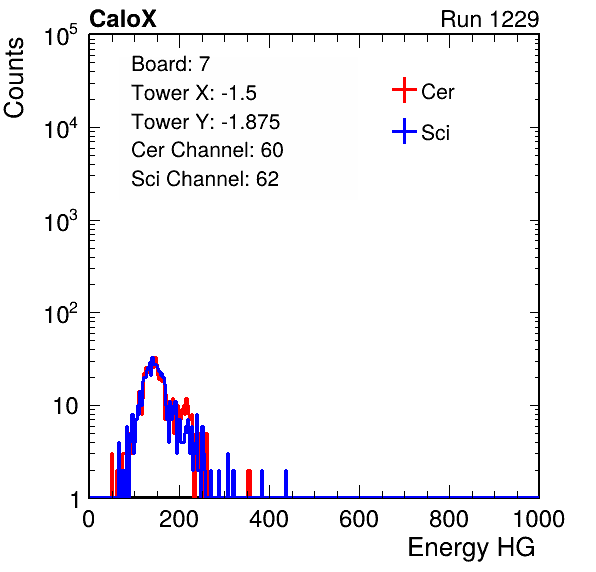 CaloX Run 1229
Counts
Board: 7
Tower X: -1.5
Tower Y: -1.875
Cer Channel: 60
Sci Channel: 62
Cer
Sci
10^5
10^4
10^3
10^2
10
1
0 200 400 600 800 1000
Energy HG